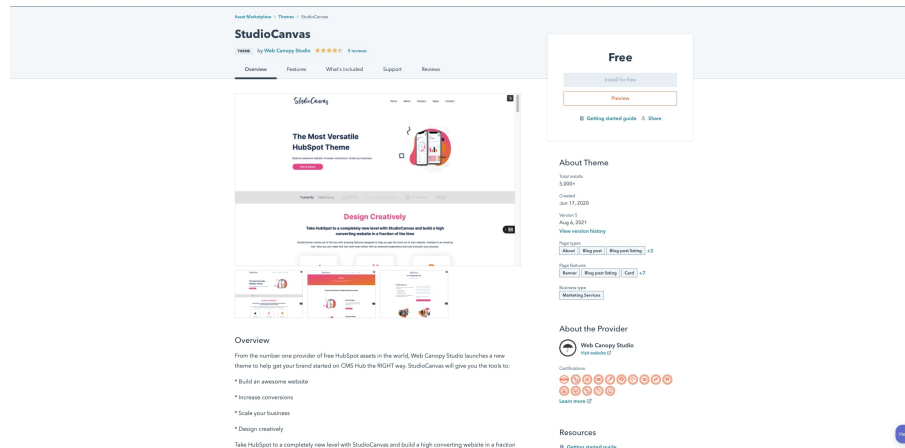 Asset Marketplace > Themes > StudioCanvas
StudioCanvas
THEME by Web Canopy Studio 9 reviews
Overview Features What's included Support Reviews
Free
Install for free
Preview
Getting started guide Share
StudioCanvas
Home About Careers News Contact
The Most Versatile
HubSpot Theme
Design Creatively
Take HubSpot to a completely new level with StudioCanvas and build a high
converting website in a fraction of the time
About Theme
Total installs
5,000+
Created
Jun 17, 2020
Version 5
Aug 6, 2021
View version history
Page types
About Blog post Blog post listing +3
Page features
Banner Blog post listing Card +7
Business type
Marketing Services
Overview
From the number one provider of free HubSpot assets in the world, Web Canopy Studio launches a new
theme to help get your brand started on CMS Hub the RIGHT way. StudioCanvas will give you the tools to:
* Build an awesome website
* Increase conversions
* Scale your business
* Design creatively
Take HubSpot to a completely new level with StudioCanvas and build a high converting website in a fraction
About the Provider
Web Canopy Studio
Visit website
Certifications
Learn more
Resources
Getting started guide